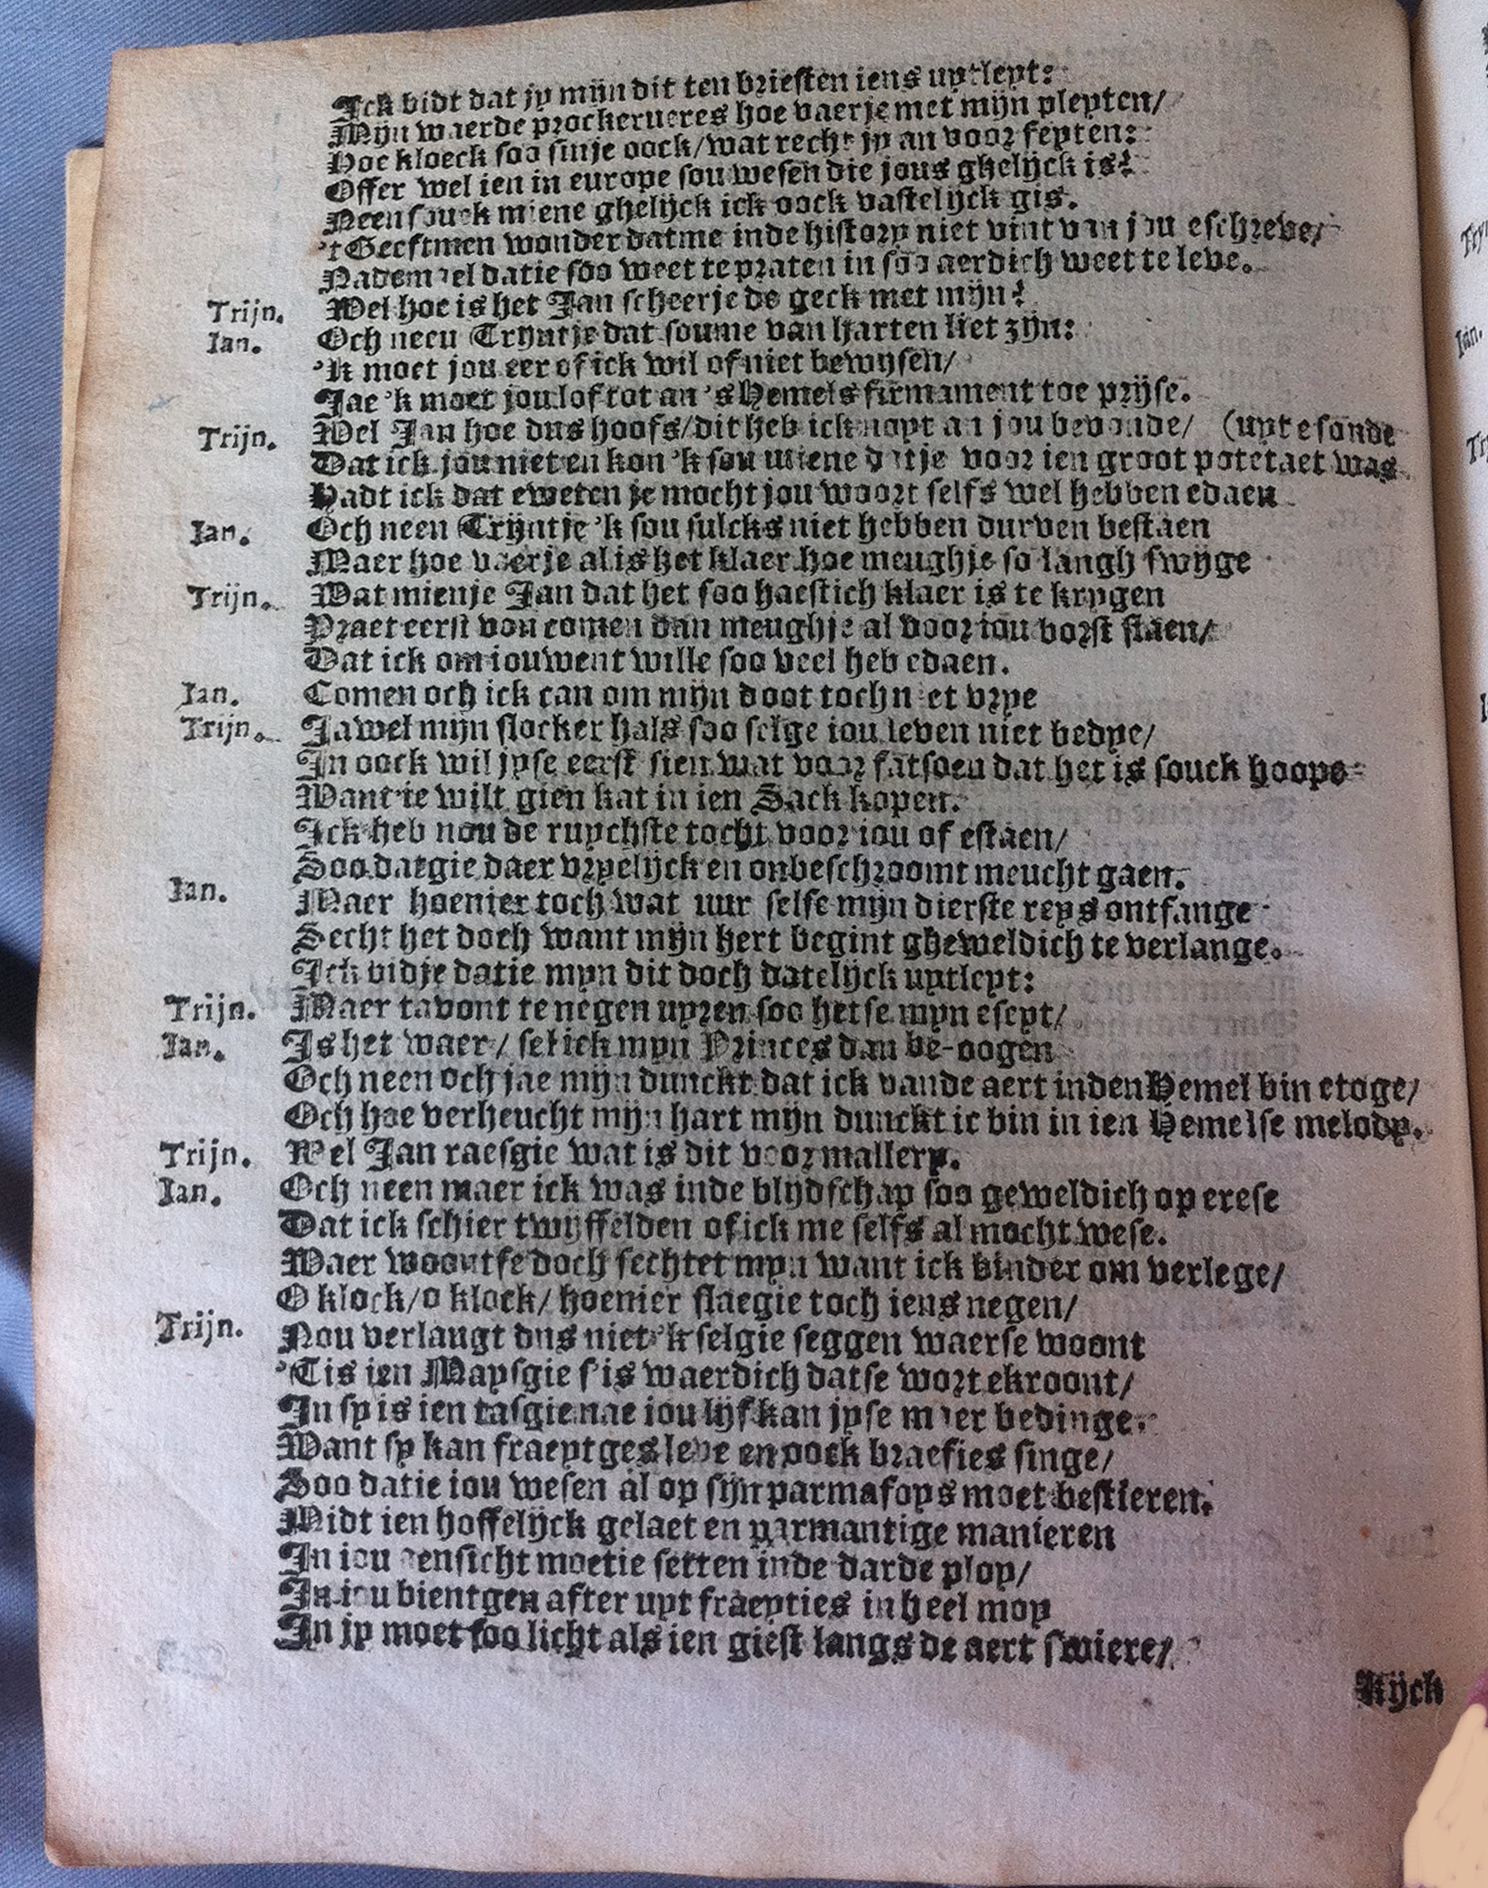 Ick bidt dat jy mijn dit ten briesten iens uytleyt:
Mijn waerde prockerueres hoe vaerje met mijn pleyten/
Hoe kloeck soo sinje oock/wat recht jy an voor feyten:
Offer wel ien in europe sou wesen die jous ghelijck is?
Neen souck miene ghelijck ick oock vastelijck gis.
't Geeftmen wonder datme inde history niet vint van jou eschreve/
Nademael datie soo weet te praten in soo aerdich weet te leve.
Trijn. Wel hoe is het Jan scheerje de geck met mijn?
Ian. Och neen Trijntje dat soume van harten liet zijn:
'k moet jou eer of ick wil of niet bewijsen/
Jae 'k moet jou lof tot an 's Hemels firmament toe prijse.
Trijn. Wel Jan hoe dus hoofs/dit heb ick noyt an jou bevonde/ (uyt esonde
Dat ick jou niet en kon 'k sou miene datje voor ien groot potetaet was
Hadt ick dat eweten je mocht jou woort selfs wel hebben edaen
Ian. Och neen Trijntje 'k sou sulcks niet hebben durven bestaen
Maer hoe vaerje al is het klaer hoe meughje so langh swijge
Trijn. Wat mienje Jan dat het soo haestich klaer is te krygen
Praet eerst von comen dan meughje al voor iou borst slaen/
Dat ick om iouwent wille soo veel heb edaen.
Ian. Comen och ick can om mijn doot toch niet vrye
Trijn. Ja wel mijn slocker hals soo selge iou leven niet bedye/
In oock wil jyse eerst sien wat voor fatsoen dat het is souck hoope
Want ie wilt gien kat in ien Sack kopen.
Ick heb nou de ruychste tocht voor iou of estaen/
Soo datgie daer vryelijck en onbeschroomt meucht gaen.
Ian. Maer hoenier toch wat uur selse mijn dierste reys ontfange
Secht het doch want mijn hert begint gheweldich te verlange.
Ick bidje datie myn dit doch datelijck uytleyt:
Trijn. Maer tavont te negen uyren soo hetse myn eseyt/
Ian. Is het waer/ sel ick myn Princes dan be-oogen
Och neen och jae mijn dunckt dat ick vande aert inden Hemel bin etoge/
Och hoe verheucht mijn hart mijn dunckt ic bin in ien Hemelse melody.
Trijn. Wel Jan raesgie wat is dit voor mallery.
Ian. Och neen maer ick was inde blijdschap soo geweldich op erese
Dat ick schier twijffelden of ick me selfs al mocht wese.
Waer woontse doch sechtet myn want ick binder om verlege/
O klock/o klock/ hoenier slaegie toch iens negen/
Trijn. Nou verlangt dus niet 'k selgie seggen waerse woont
'Tis ien Maysgie s'is waerdich datse wort ekroont/
In sy is ien tasgie nae iou lijf kan jyse maer bedinge.
Want sy kan fraeytges leve en oock braefies singe/
Soo datie iou wesen al op sijn parmafoys moet bestieren.
Midt ien hoffelijck gelaet en parmantige manieren
In iou aensicht moetie setten inde darde ploy/
In iou bientgen after uyt fraeyties in heel moy
In jy moet soo licht als ien giest langs de aert swiere/
Kijck